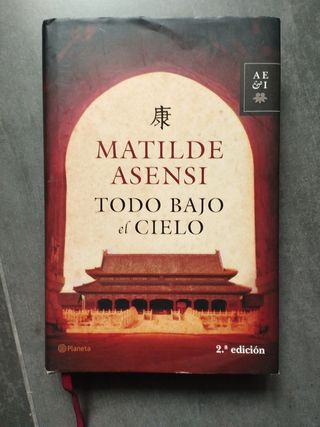 AE
&I
康
MATILDE
ASENSI
TODO BAJO
el CIELO
Planeta
2.ª edición